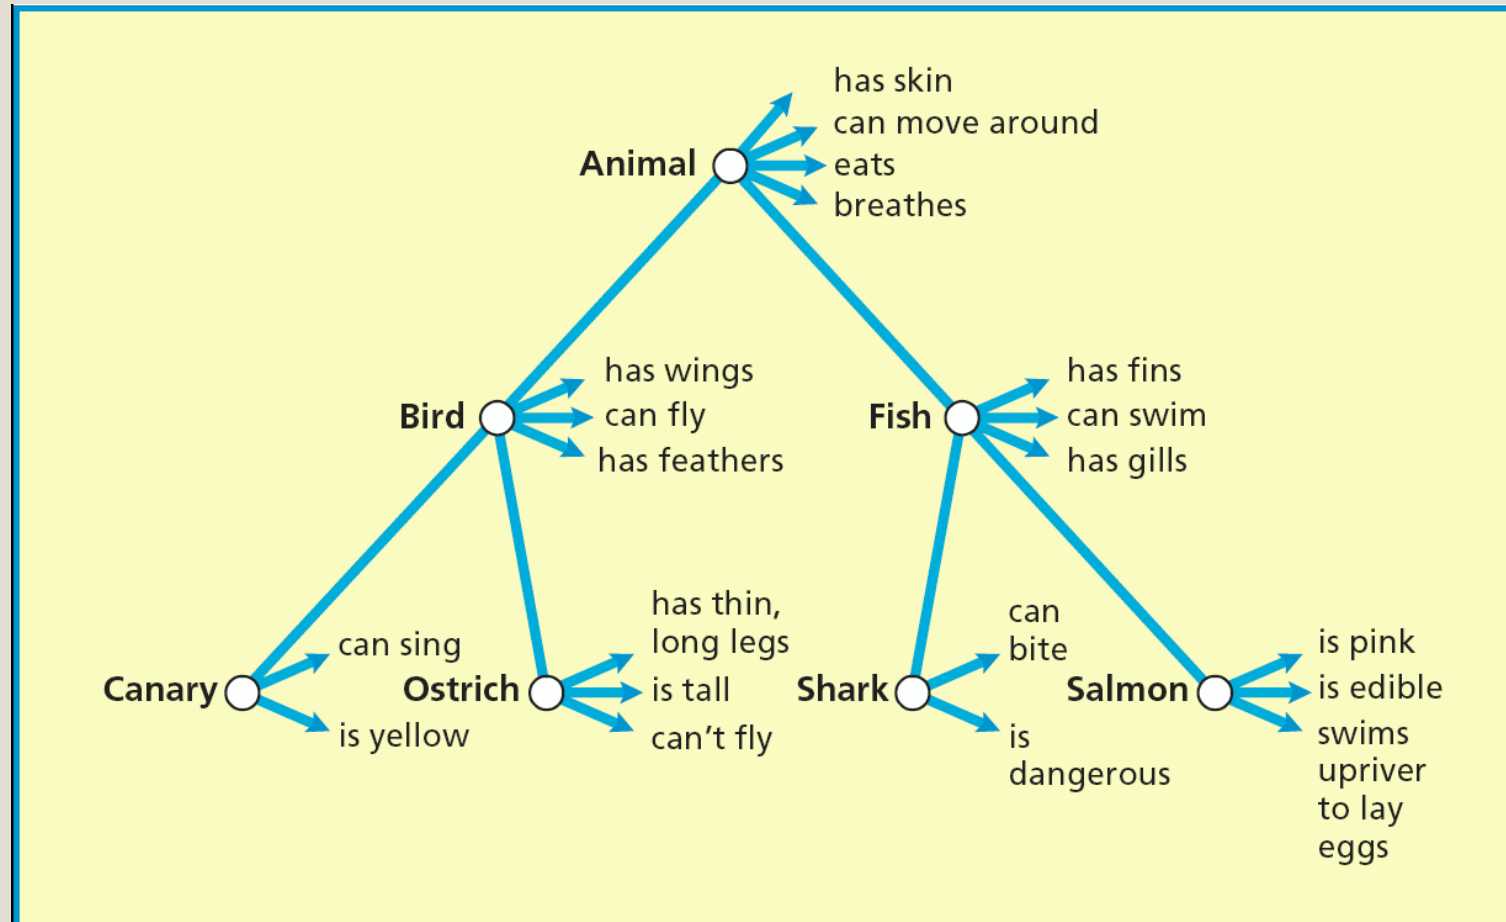 has skin
can move around
Animal
eats
breathes
has wings
Bird
can fly
has feathers
has fins
Fish
can swim
has gills
can sing
Canary
is yellow
has thin,
long legs
Ostrich
is tall
can't fly
can
bite
Shark
is
dangerous
is pink
Salmon
is edible
swims
upriver
to lay
eggs